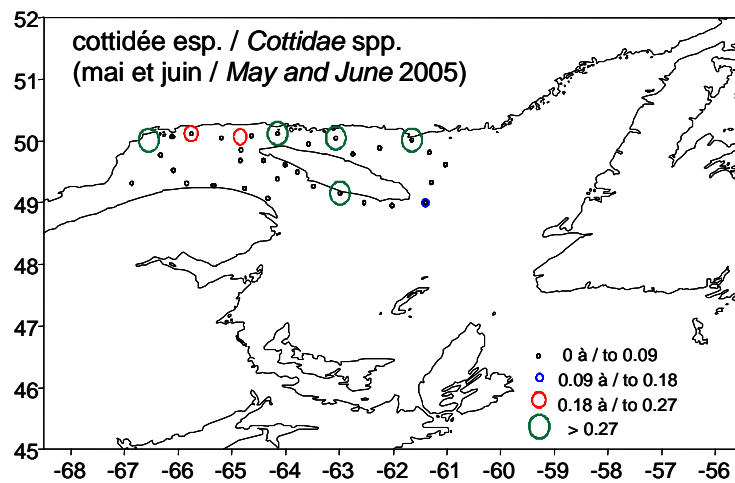 cottidée esp. / Cottidae spp.
(mai et juin / May and June 2005)
52
51
50
49
48
47
46
45
0 à / to 0.09
0.09 à / to 0.18
0.18 à / to 0.27
> 0.27
-68 -67 -66 -65 -64 -63 -62 -61 -60 -59 -58 -57 -56